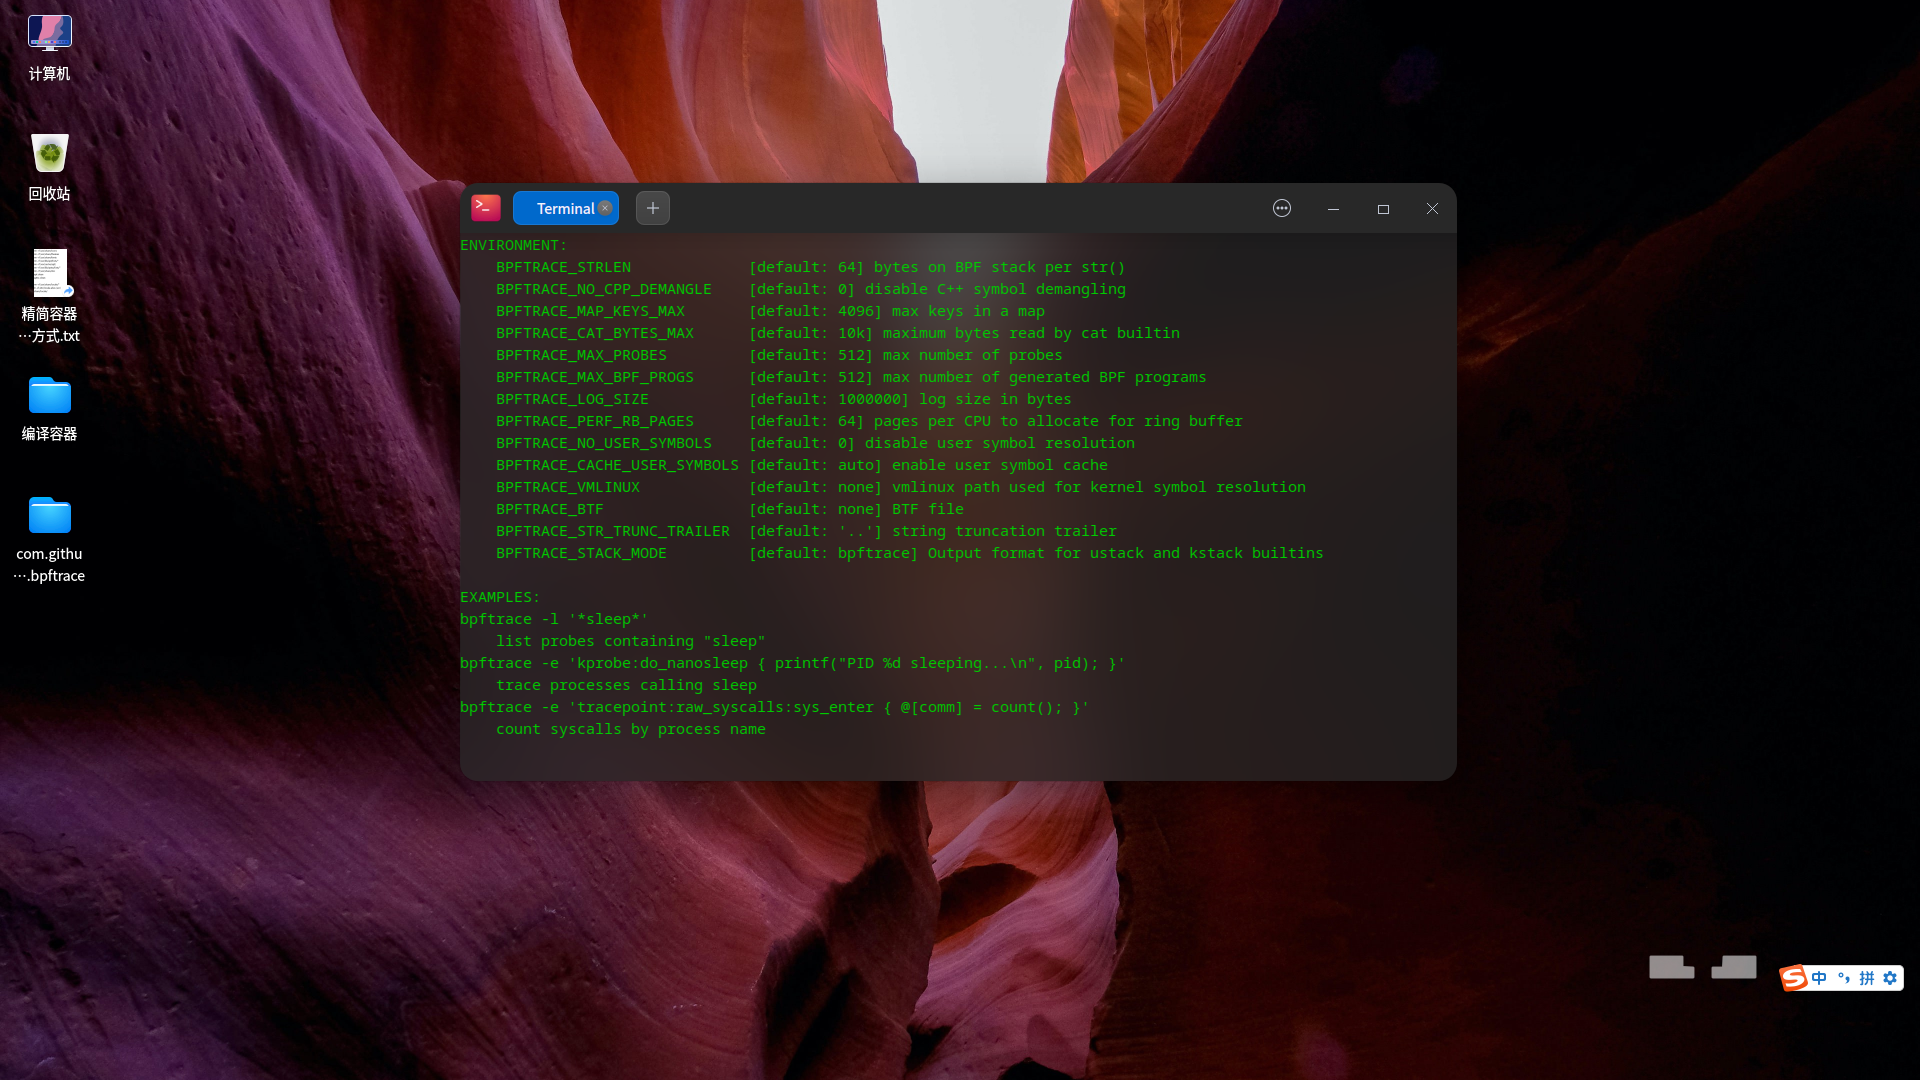 计算机
回收站
精简容器
…方式.txt
编译容器
com.githu
….bpftrace
Terminal
ENVIRONMENT:
    BPFTRACE_STRLEN             [default: 64] bytes on BPF stack per str()
    BPFTRACE_NO_CPP_DEMANGLE    [default: 0] disable C++ symbol demangling
    BPFTRACE_MAP_KEYS_MAX       [default: 4096] max keys in a map
    BPFTRACE_CAT_BYTES_MAX      [default: 10k] maximum bytes read by cat builtin
    BPFTRACE_MAX_PROBES         [default: 512] max number of probes
    BPFTRACE_MAX_BPF_PROGS      [default: 512] max number of generated BPF programs
    BPFTRACE_LOG_SIZE           [default: 1000000] log size in bytes
    BPFTRACE_PERF_RB_PAGES      [default: 64] pages per CPU to allocate for ring buffer
    BPFTRACE_NO_USER_SYMBOLS    [default: 0] disable user symbol resolution
    BPFTRACE_CACHE_USER_SYMBOLS [default: auto] enable user symbol cache
    BPFTRACE_VMLINUX            [default: none] vmlinux path used for kernel symbol resolution
    BPFTRACE_BTF                [default: none] BTF file
    BPFTRACE_STR_TRUNC_TRAILER  [default: '..'] string truncation trailer
    BPFTRACE_STACK_MODE         [default: bpftrace] Output format for ustack and kstack builtins

EXAMPLES:
bpftrace -l '*sleep*'
    list probes containing "sleep"
bpftrace -e 'kprobe:do_nanosleep { printf("PID %d sleeping...\n", pid); }'
    trace processes calling sleep
bpftrace -e 'tracepoint:raw_syscalls:sys_enter { @[comm] = count(); }'
    count syscalls by process name
中 °, 拼